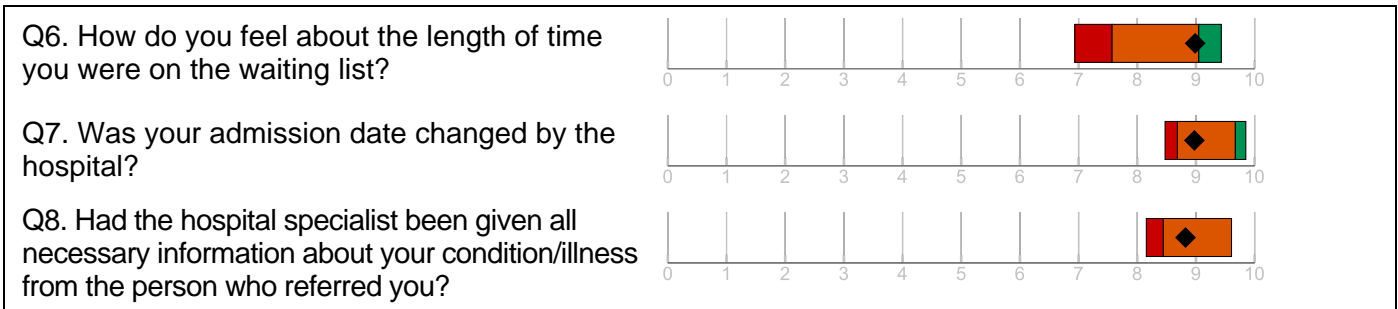 Q6. How do you feel about the length of time
you were on the waiting list?
0 1 2 3 4 5 6 7 8 9 10
Q7. Was your admission date changed by the
hospital?
0 1 2 3 4 5 6 7 8 9 10
Q8. Had the hospital specialist been given all
necessary information about your condition/illness
from the person who referred you?
0 1 2 3 4 5 6 7 8 9 10